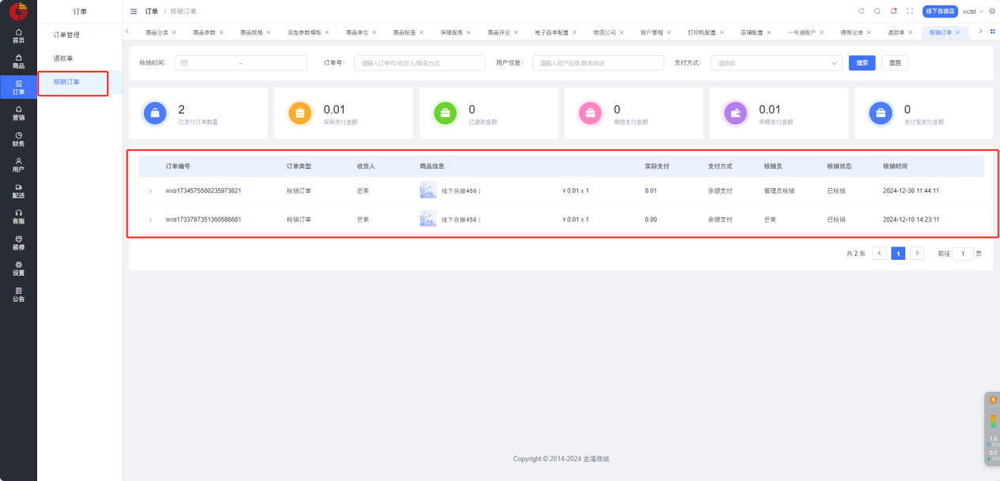 订单
订单 / 核销订单
线下自提店
xxztd
首页
商品
订单
营销
财务
用户
配送
客服
装修
设置
公告
订单管理
退款单
核销订单
商品分类 × 商品参数 × 商品规格 × 添加参数模板 × 商品单位 × 商品标签 × 保障服务 × 商品评论 × 电子面单配置 × 物流公司 × 账户管理 × 打印机配置 × 店铺配置 × 一号通账户 × 使用记录 × 退款单 × 核销订单 ×
核销时间: - 订单号: 请输入订单号/收货人/联系方式 用户信息: 请输入用户信息/联系电话 支付方式: 请选择 搜索 重置
2 0.01 0 0 0.01 0
已支付订单数量 实际支付金额 已退款金额 微信支付金额 余额支付金额 支付宝支付金额
订单编号 订单类型 收货人 商品信息 实际支付 支付方式 核销员 核销状态 核销时间
wxo1734575500235973821 核销订单 芒果 线下自提456 | ¥ 0.01 x 1 0.01 余额支付 管理员核销 已核销 2024-12-30 11:44:11
wxo1733797351360586681 核销订单 芒果 线下自提456 | ¥ 0.01 x 1 0.00 余额支付 芒果 已核销 2024-12-10 14:23:11
共 2 条 1 前往 1 页
Copyright © 2014-2024 金灌商城